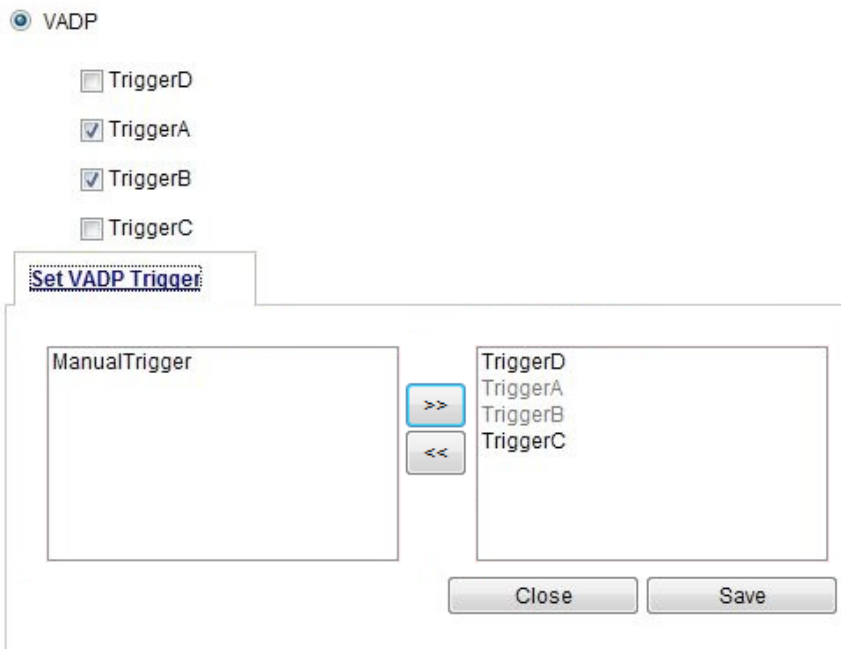 VADP
TriggerD
TriggerA
TriggerB
TriggerC
Set VADP Trigger
ManualTrigger
TriggerD
TriggerA
>>
TriggerB
TriggerC
<<
Close Save